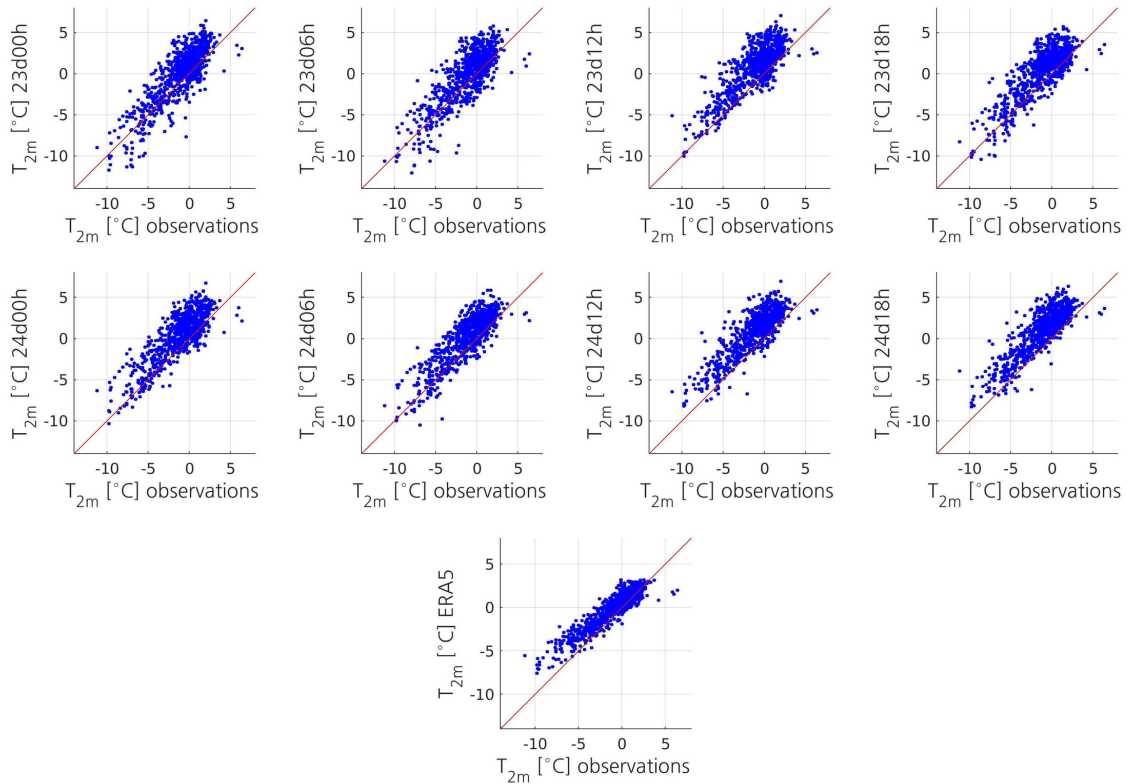 T2m [°C] 23d00h
5
0
-5
-10
-10 -5 0 5
T2m [°C] observations
T2m [°C] 23d06h
5
0
-5
-10
-10 -5 0 5
T2m [°C] observations
T2m [°C] 23d12h
5
0
-5
-10
-10 -5 0 5
T2m [°C] observations
T2m [°C] 23d18h
5
0
-5
-10
-10 -5 0 5
T2m [°C] observations
T2m [°C] 24d00h
5
0
-5
-10
-10 -5 0 5
T2m [°C] observations
T2m [°C] 24d06h
5
0
-5
-10
-10 -5 0 5
T2m [°C] observations
T2m [°C] 24d12h
5
0
-5
-10
-10 -5 0 5
T2m [°C] observations
T2m [°C] 24d18h
5
0
-5
-10
-10 -5 0 5
T2m [°C] observations
T2m [°C] ERA5
5
0
-5
-10
-10 -5 0 5
T2m [°C] observations